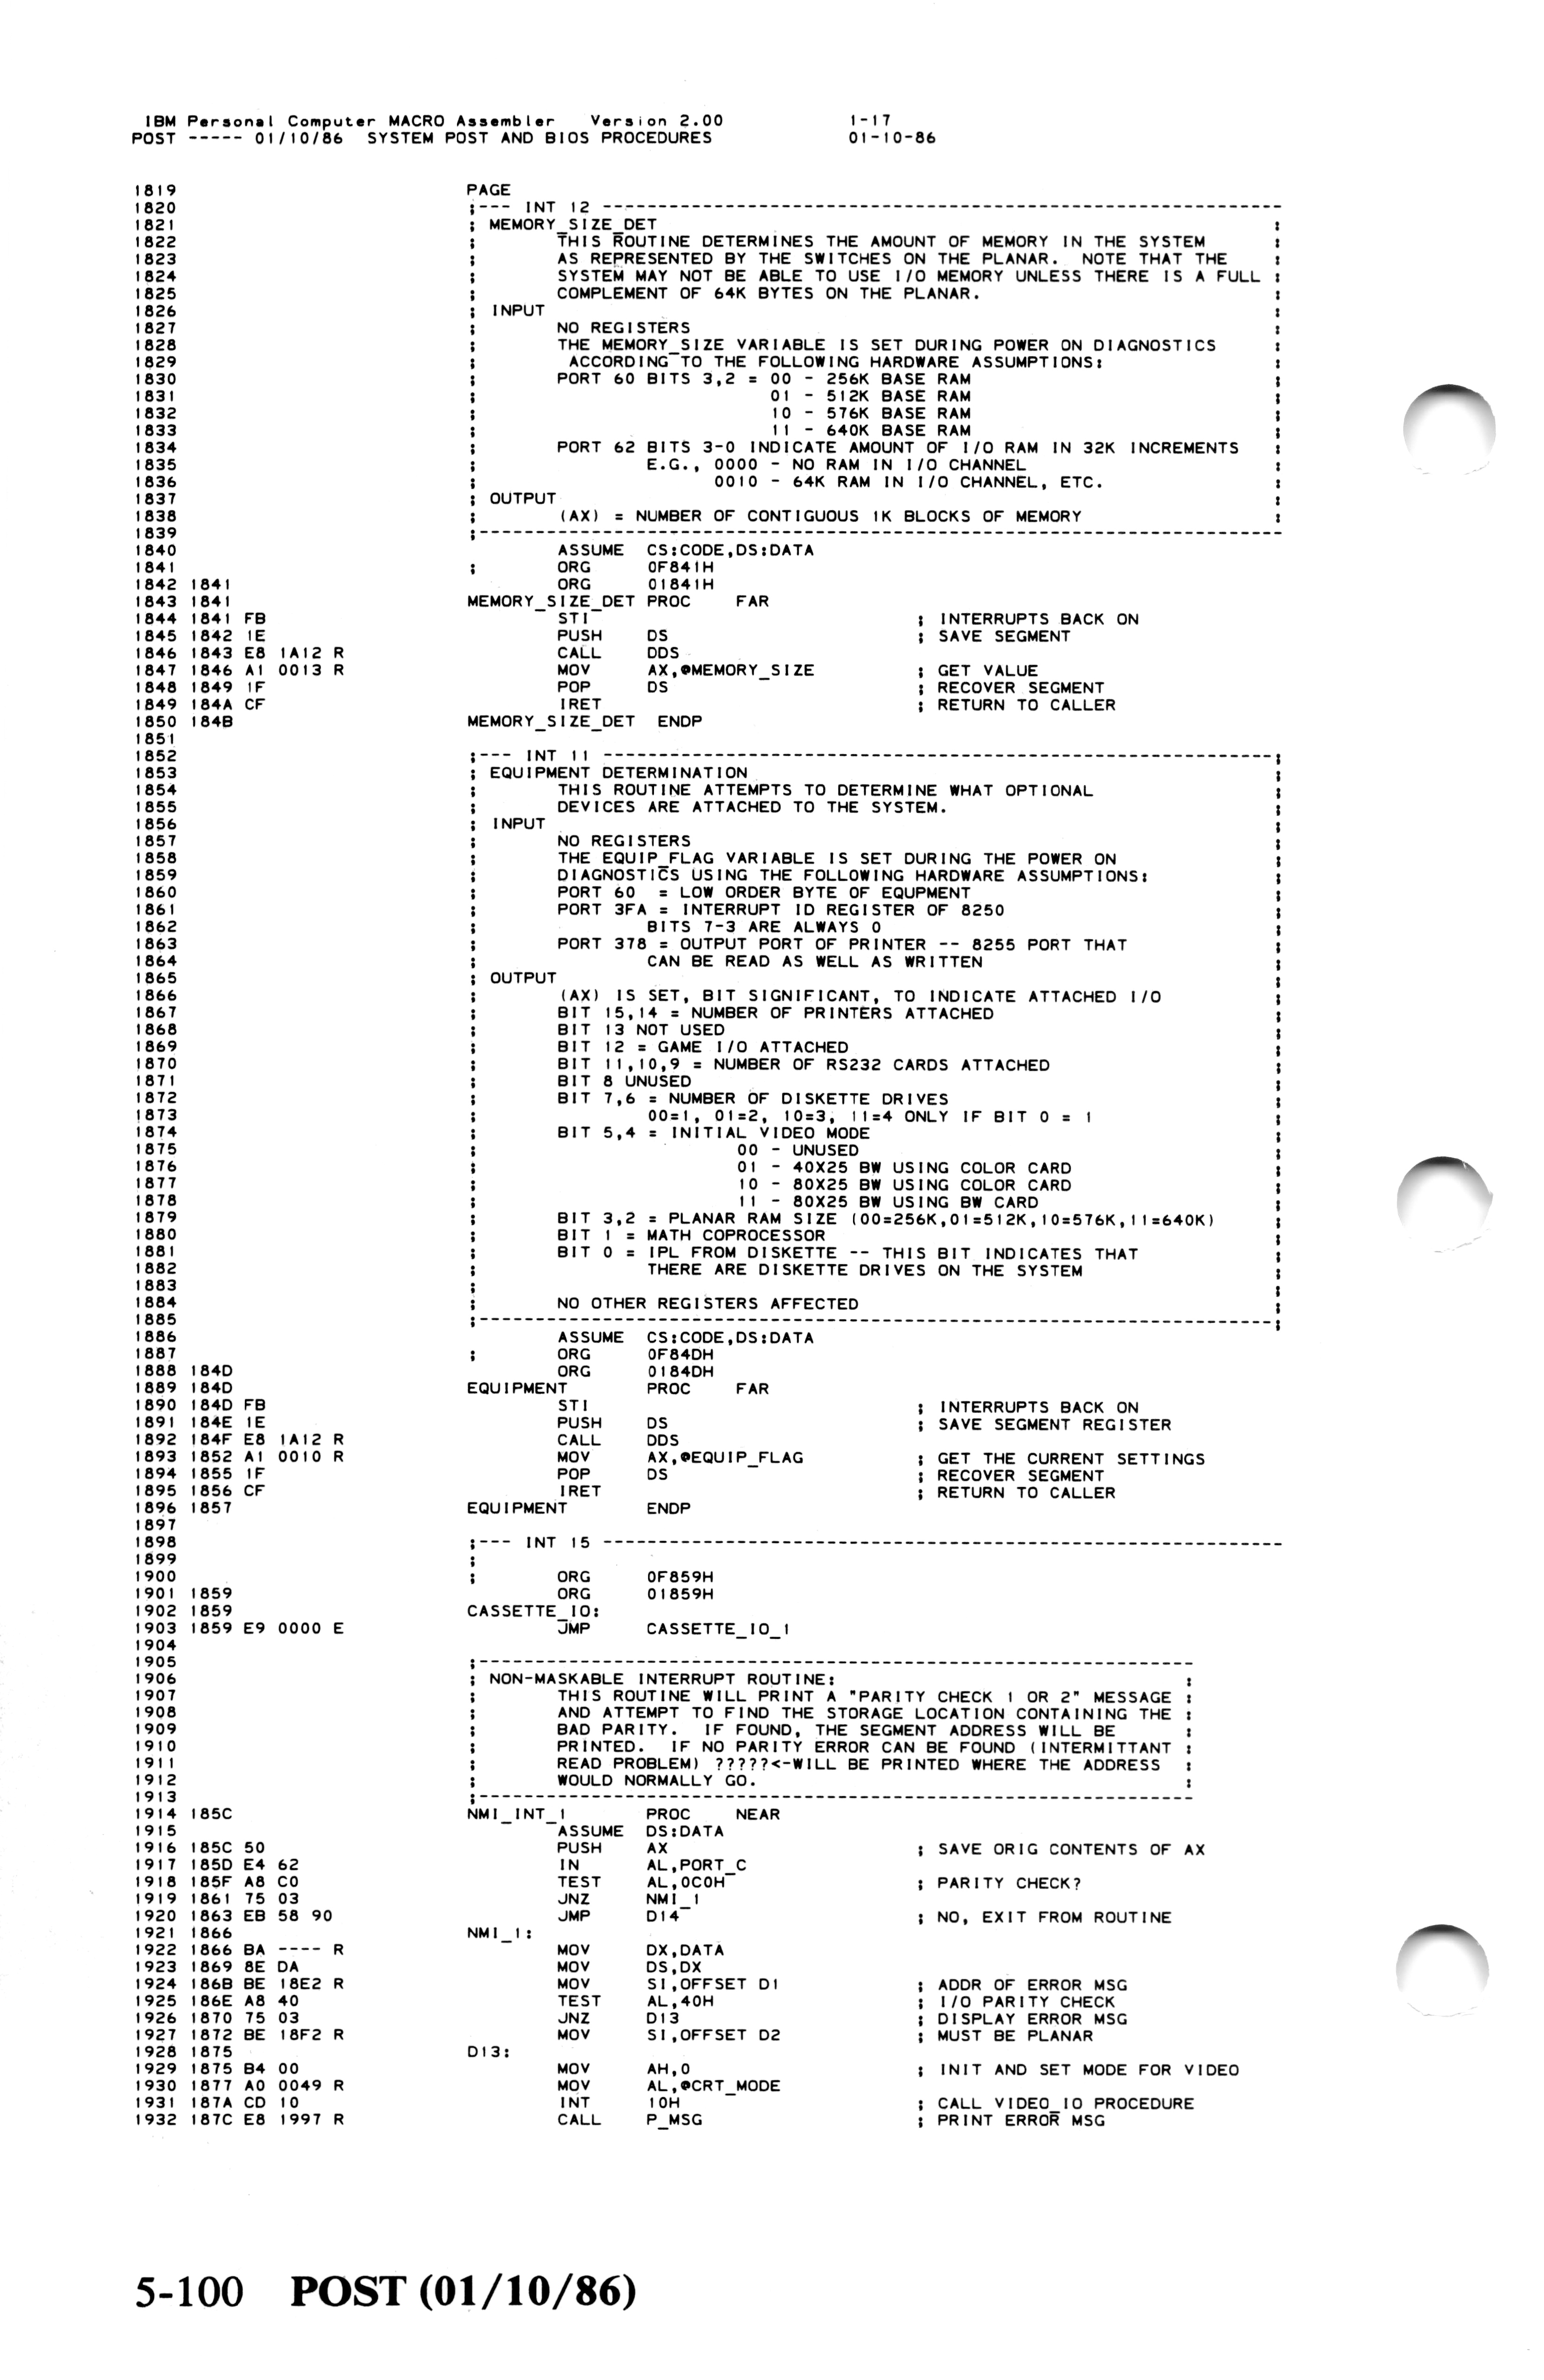 IBM Personal Computer MACRO Assembler   Version 2.00                1-17
POST ----- 01/10/86  SYSTEM POST AND BIOS PROCEDURES                01-10-86
1819                PAGE
1820                ;--- INT 12 -------------------------------------------------------------
1821                ; MEMORY_SIZE_DET                                                       :
1822                ;       THIS ROUTINE DETERMINES THE AMOUNT OF MEMORY IN THE SYSTEM      :
1823                ;       AS REPRESENTED BY THE SWITCHES ON THE PLANAR.  NOTE THAT THE    :
1824                ;       SYSTEM MAY NOT BE ABLE TO USE I/O MEMORY UNLESS THERE IS A FULL :
1825                ;       COMPLEMENT OF 64K BYTES ON THE PLANAR.                          :
1826                ; INPUT                                                                 :
1827                ;       NO REGISTERS                                                    :
1828                ;       THE MEMORY_SIZE VARIABLE IS SET DURING POWER ON DIAGNOSTICS     :
1829                ;        ACCORDING TO THE FOLLOWING HARDWARE ASSUMPTIONS:               :
1830                ;       PORT 60 BITS 3,2 = 00 - 256K BASE RAM                           :
1831                ;                          01 - 512K BASE RAM                           :
1832                ;                          10 - 576K BASE RAM                           :
1833                ;                          11 - 640K BASE RAM                           :
1834                ;       PORT 62 BITS 3-0 INDICATE AMOUNT OF I/O RAM IN 32K INCREMENTS   :
1835                ;               E.G., 0000 - NO RAM IN I/O CHANNEL                      :
1836                ;                     0010 - 64K RAM IN I/O CHANNEL, ETC.               :
1837                ; OUTPUT                                                                :
1838                ;       (AX) = NUMBER OF CONTIGUOUS 1K BLOCKS OF MEMORY                 :
1839                ;------------------------------------------------------------------------
1840                        ASSUME  CS:CODE,DS:DATA
1841                ;       ORG     0F841H
1842 1841                   ORG     01841H
1843 1841           MEMORY_SIZE_DET PROC    FAR
1844 1841 FB                STI                             ; INTERRUPTS BACK ON
1845 1842 1E                PUSH    DS                      ; SAVE SEGMENT
1846 1843 E8 1A12 R         CALL    DDS
1847 1846 A1 0013 R         MOV     AX,@MEMORY_SIZE         ; GET VALUE
1848 1849 1F                POP     DS                      ; RECOVER SEGMENT
1849 184A CF                IRET                            ; RETURN TO CALLER
1850 184B           MEMORY_SIZE_DET  ENDP
1851
1852                ;--- INT 11 ------------------------------------------------------------;
1853                ; EQUIPMENT DETERMINATION                                               ;
1854                ;       THIS ROUTINE ATTEMPTS TO DETERMINE WHAT OPTIONAL                ;
1855                ;       DEVICES ARE ATTACHED TO THE SYSTEM.                             ;
1856                ; INPUT                                                                 ;
1857                ;       NO REGISTERS                                                    ;
1858                ;       THE EQUIP_FLAG VARIABLE IS SET DURING THE POWER ON              ;
1859                ;       DIAGNOSTICS USING THE FOLLOWING HARDWARE ASSUMPTIONS:           ;
1860                ;       PORT 60  = LOW ORDER BYTE OF EQUPMENT                           ;
1861                ;       PORT 3FA = INTERRUPT ID REGISTER OF 8250                        ;
1862                ;               BITS 7-3 ARE ALWAYS 0                                   ;
1863                ;       PORT 378 = OUTPUT PORT OF PRINTER -- 8255 PORT THAT             ;
1864                ;               CAN BE READ AS WELL AS WRITTEN                          ;
1865                ; OUTPUT                                                                ;
1866                ;       (AX) IS SET, BIT SIGNIFICANT, TO INDICATE ATTACHED I/O          ;
1867                ;       BIT 15,14 = NUMBER OF PRINTERS ATTACHED                         ;
1868                ;       BIT 13 NOT USED                                                 ;
1869                ;       BIT 12 = GAME I/O ATTACHED                                      ;
1870                ;       BIT 11,10,9 = NUMBER OF RS232 CARDS ATTACHED                    ;
1871                ;       BIT 8 UNUSED                                                    ;
1872                ;       BIT 7,6 = NUMBER OF DISKETTE DRIVES                             ;
1873                ;               00=1, 01=2, 10=3, 11=4 ONLY IF BIT 0 = 1                ;
1874                ;       BIT 5,4 = INITIAL VIDEO MODE                                    ;
1875                ;                       00 - UNUSED                                     ;
1876                ;                       01 - 40X25 BW USING COLOR CARD                  ;
1877                ;                       10 - 80X25 BW USING COLOR CARD                  ;
1878                ;                       11 - 80X25 BW USING BW CARD                     ;
1879                ;       BIT 3,2 = PLANAR RAM SIZE (00=256K,01=512K,10=576K,11=640K)     ;
1880                ;       BIT 1 = MATH COPROCESSOR                                        ;
1881                ;       BIT 0 = IPL FROM DISKETTE -- THIS BIT INDICATES THAT            ;
1882                ;               THERE ARE DISKETTE DRIVES ON THE SYSTEM                 ;
1883                ;                                                                       ;
1884                ;       NO OTHER REGISTERS AFFECTED                                     ;
1885                ;-----------------------------------------------------------------------;
1886                        ASSUME  CS:CODE,DS:DATA
1887                ;       ORG     0F84DH
1888 184D                   ORG     0184DH
1889 184D           EQUIPMENT       PROC    FAR
1890 184D FB                STI                             ; INTERRUPTS BACK ON
1891 184E 1E                PUSH    DS                      ; SAVE SEGMENT REGISTER
1892 184F E8 1A12 R         CALL    DDS
1893 1852 A1 0010 R         MOV     AX,@EQUIP_FLAG          ; GET THE CURRENT SETTINGS
1894 1855 1F                POP     DS                      ; RECOVER SEGMENT
1895 1856 CF                IRET                            ; RETURN TO CALLER
1896 1857           EQUIPMENT       ENDP
1897
1898                ;--- INT 15 -------------------------------------------------------------
1899                ;
1900                ;       ORG     0F859H
1901 1859                   ORG     01859H
1902 1859           CASSETTE_IO:
1903 1859 E9 0000 E         JMP     CASSETTE_IO_1
1904
1905                ;----------------------------------------------------------------
1906                ; NON-MASKABLE INTERRUPT ROUTINE:                               :
1907                ;       THIS ROUTINE WILL PRINT A "PARITY CHECK 1 OR 2" MESSAGE :
1908                ;       AND ATTEMPT TO FIND THE STORAGE LOCATION CONTAINING THE :
1909                ;       BAD PARITY.  IF FOUND, THE SEGMENT ADDRESS WILL BE      :
1910                ;       PRINTED.  IF NO PARITY ERROR CAN BE FOUND (INTERMITTANT :
1911                ;       READ PROBLEM) ?????<-WILL BE PRINTED WHERE THE ADDRESS  :
1912                ;       WOULD NORMALLY GO.                                      :
1913                ;----------------------------------------------------------------
1914 185C           NMI_INT_1       PROC    NEAR
1915                        ASSUME  DS:DATA
1916 185C 50                PUSH    AX                      ; SAVE ORIG CONTENTS OF AX
1917 185D E4 62             IN      AL,PORT_C
1918 185F A8 C0             TEST    AL,0C0H                 ; PARITY CHECK?
1919 1861 75 03             JNZ     NMI_1
1920 1863 EB 58 90          JMP     D14                     ; NO, EXIT FROM ROUTINE
1921 1866           NMI_1:
1922 1866 BA ---- R         MOV     DX,DATA
1923 1869 8E DA             MOV     DS,DX
1924 186B BE 18E2 R         MOV     SI,OFFSET D1            ; ADDR OF ERROR MSG
1925 186E A8 40             TEST    AL,40H                  ; I/O PARITY CHECK
1926 1870 75 03             JNZ     D13                     ; DISPLAY ERROR MSG
1927 1872 BE 18F2 R         MOV     SI,OFFSET D2            ; MUST BE PLANAR
1928 1875           D13:
1929 1875 B4 00             MOV     AH,0                    ; INIT AND SET MODE FOR VIDEO
1930 1877 A0 0049 R         MOV     AL,@CRT_MODE
1931 187A CD 10             INT     10H                     ; CALL VIDEO_IO PROCEDURE
1932 187C E8 1997 R         CALL    P_MSG                   ; PRINT ERROR MSG
5-100   POST (01/10/86)